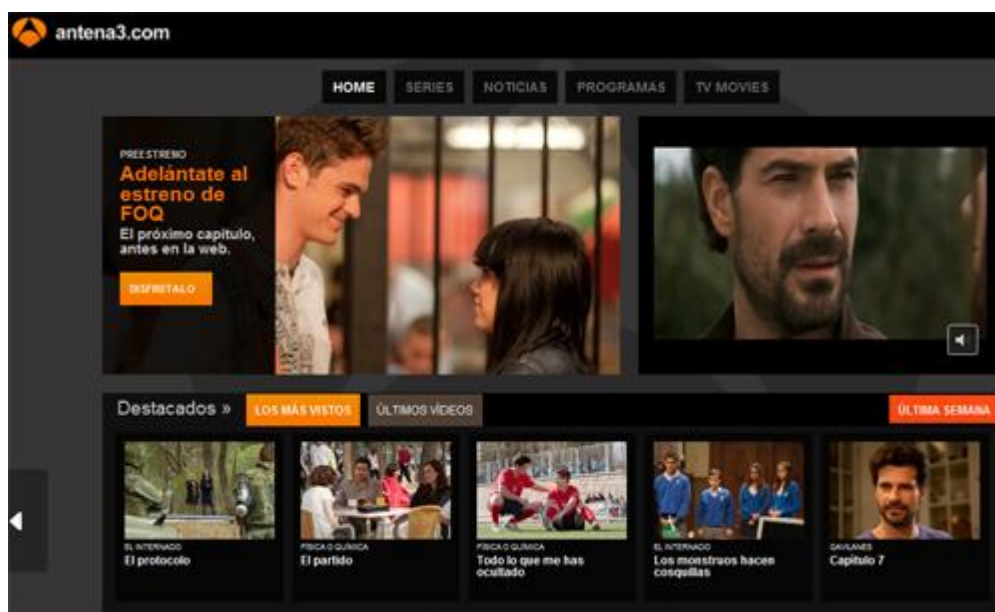 antena3.com
HOME SERIES NOTICIAS PROGRAMAS TV MOVIES
PREESTRENO
Adelántate al
estreno de
FOQ
El próximo capítulo,
antes en la web.
DISFRÚTALO
Destacados » LOS MÁS VISTOS ÚLTIMOS VÍDEOS ÚLTIMA SEMANA
EL INTERNADO
El protocolo
FÍSICA O QUÍMICA
El partido
FÍSICA O QUÍMICA
Todo lo que me has
ocultado
EL INTERNADO
Los monstruos hacen
cosquillas
GAVILANES
Capítulo 7